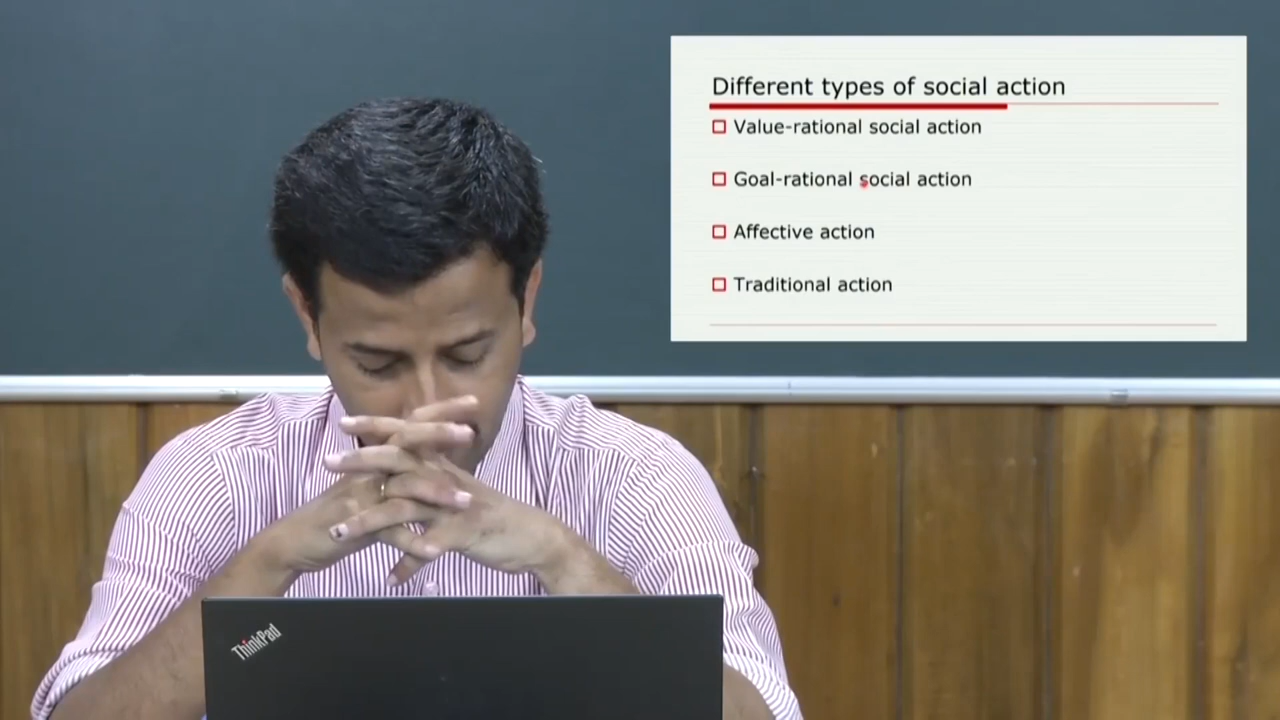 Different types of social action
Value-rational social action
Goal-rational social action
Affective action
Traditional action
ThinkPad